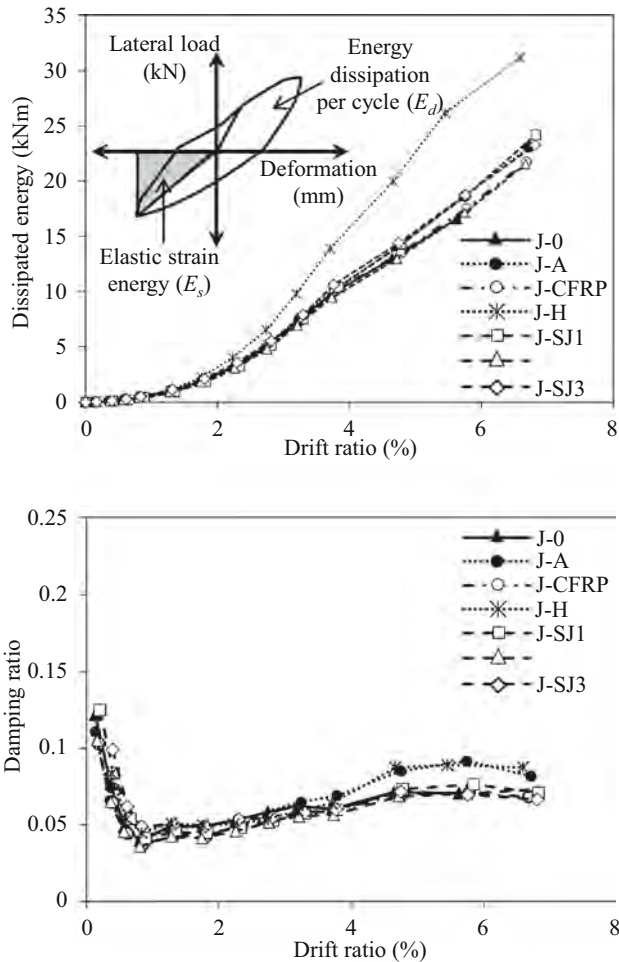 Dissipated energy (kNm)
35
30
25
20
15
10
5
0
Lateral load
(kN)
Energy
dissipation
per cycle (E_d)
Deformation
(mm)
Elastic strain
energy (E_s)
J-0
J-A
J-CFRP
J-H
J-SJ1
J-SJ3
0 2 4 6 8
Drift ratio (%)
Damping ratio
0.25
0.2
0.15
0.1
0.05
0
J-0
J-A
J-CFRP
J-H
J-SJ1
J-SJ3
0 2 4 6 8
Drift ratio (%)